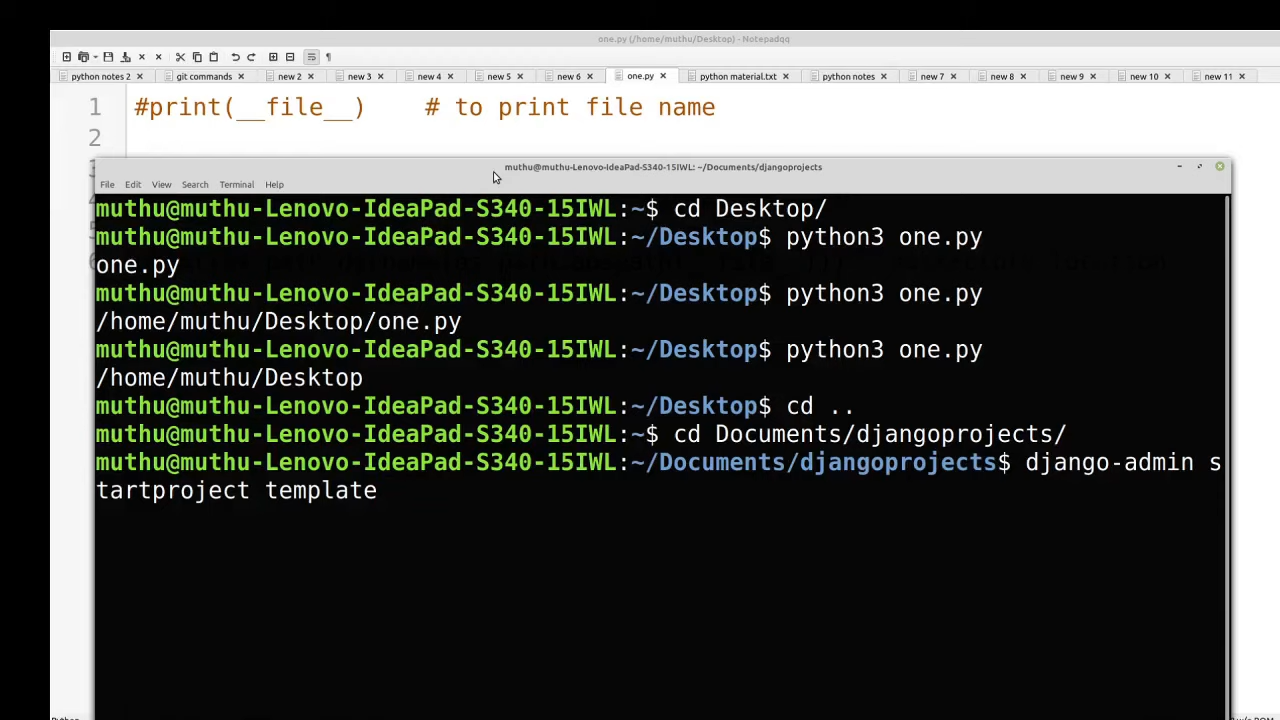 one.py (/home/muthu/Desktop) - Notepadqq
python notes 2 git commands new 2 new 3 new 4 new 5 new 6 one.py python material.txt python notes new 7 new 8 new 9 new 10 new 11
1 #print(__file__) # to print file name
2
muthu@muthu-Lenovo-IdeaPad-S340-15IWL: ~/Documents/djangoprojects
File Edit View Search Terminal Help
muthu@muthu-Lenovo-IdeaPad-S340-15IWL:~$ cd Desktop/
muthu@muthu-Lenovo-IdeaPad-S340-15IWL:~/Desktop$ python3 one.py
one.py
muthu@muthu-Lenovo-IdeaPad-S340-15IWL:~/Desktop$ python3 one.py
/home/muthu/Desktop/one.py
muthu@muthu-Lenovo-IdeaPad-S340-15IWL:~/Desktop$ python3 one.py
/home/muthu/Desktop
muthu@muthu-Lenovo-IdeaPad-S340-15IWL:~/Desktop$ cd ..
muthu@muthu-Lenovo-IdeaPad-S340-15IWL:~$ cd Documents/djangoprojects/
muthu@muthu-Lenovo-IdeaPad-S340-15IWL:~/Documents/djangoprojects$ django-admin s
tartproject template